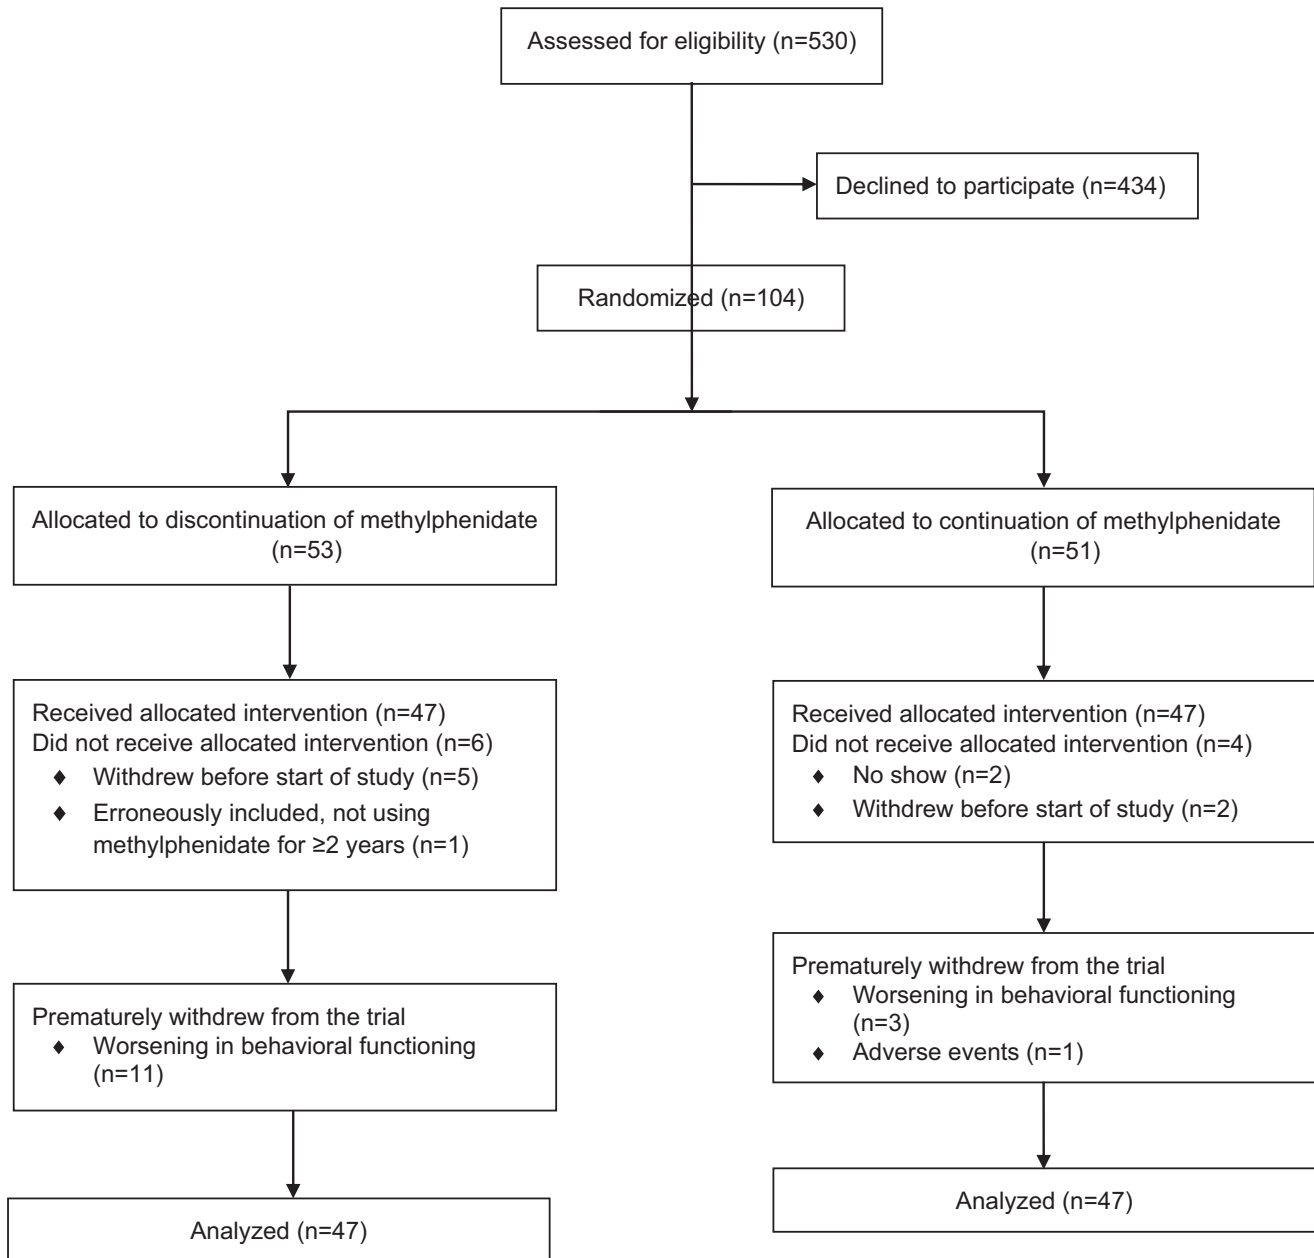 Assessed for eligibility (n=530)
Declined to participate (n=434)
Randomized (n=104)
Allocated to discontinuation of methylphenidate
(n=53)
Allocated to continuation of methylphenidate
(n=51)
Received allocated intervention (n=47)
Did not receive allocated intervention (n=6)
♦ Withdrew before start of study (n=5)
♦ Erroneously included, not using
methylphenidate for ≥2 years (n=1)
Received allocated intervention (n=47)
Did not receive allocated intervention (n=4)
♦ No show (n=2)
♦ Withdrew before start of study (n=2)
Prematurely withdrew from the trial
♦ Worsening in behavioral functioning
(n=11)
Prematurely withdrew from the trial
♦ Worsening in behavioral functioning
(n=3)
♦ Adverse events (n=1)
Analyzed (n=47)
Analyzed (n=47)